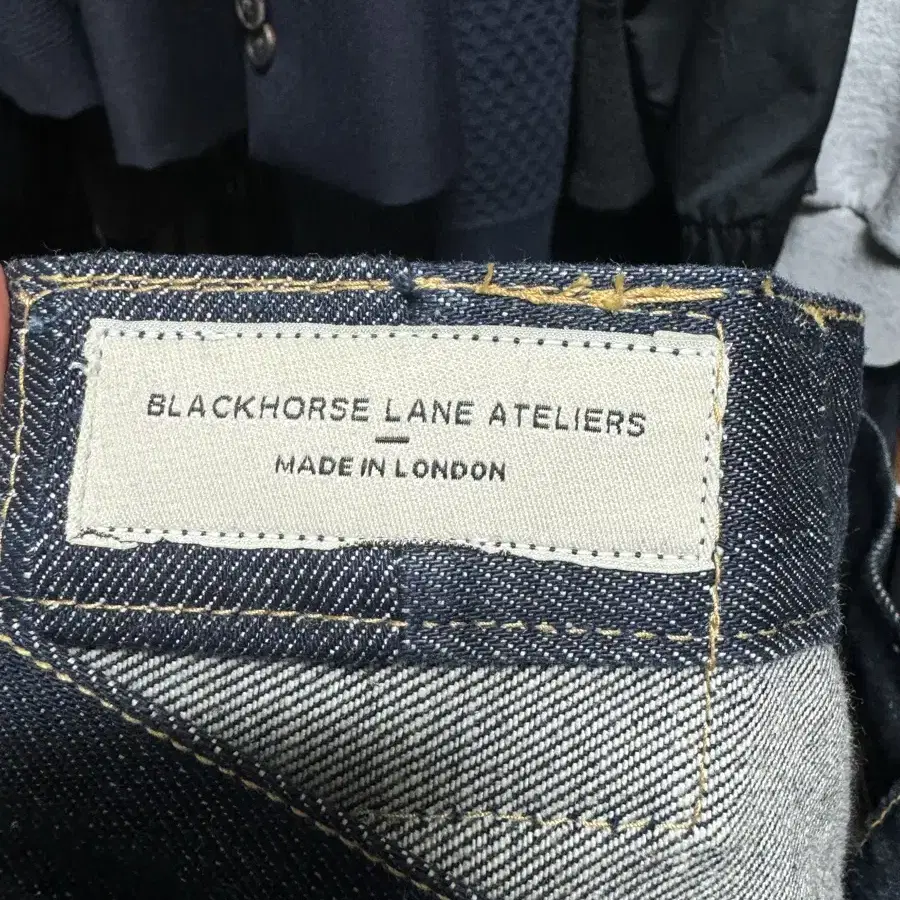 BLACKHORSE LANE ATELIERS
—
MADE IN LONDON